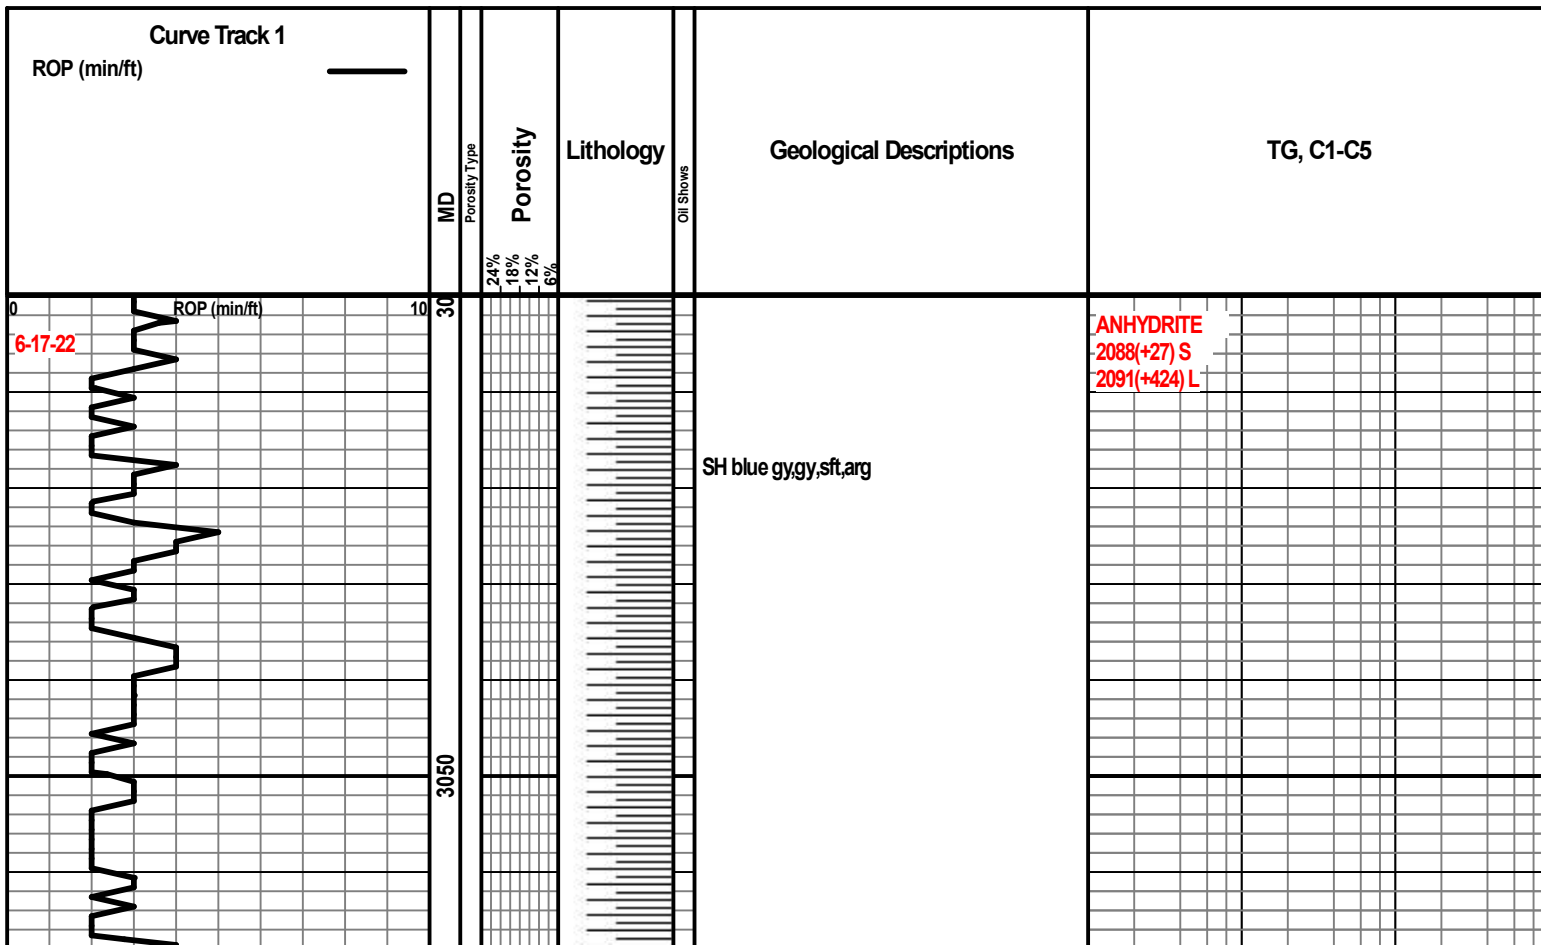 Curve Track 1
ROP (min/ft)
MD
Porosity Type
Porosity
24%
18%
12%
6%
Lithology
Oil Shows
Geological Descriptions
TG, C1-C5
0 ROP (min/ft) 10
30
6-17-22
ANHYDRITE
2088(+27) S
2091(+424) L
SH blue gy,gy,sft,arg
3050